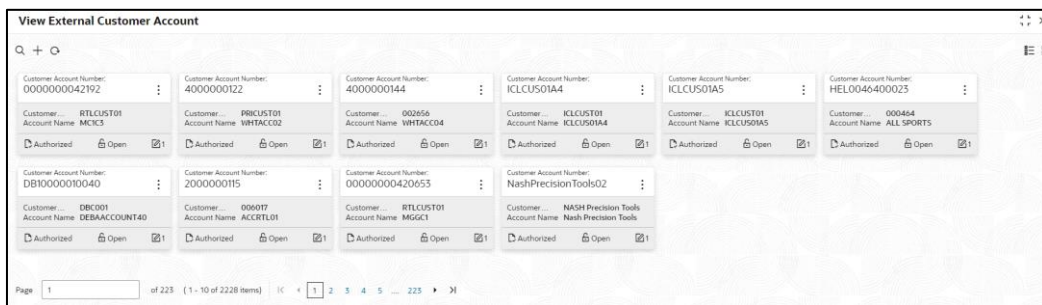 View External Customer Account
Customer Account Number: Customer Account Number: Customer Account Number: Customer Account Number: Customer Account Number: Customer Account Number:
0000000042192 4000000122 4000000144 ICLCUS01A4 ICLCUS01A5 HEL0046400023
Customer... RTLCUST01 Customer... PRICUST01 Customer... 002656 Customer... ICLCUST01 Customer... ICLCUST01 Customer... 000464
Account Name MC1C3 Account Name WHTACC02 Account Name WHTACC04 Account Name ICLCUS01A4 Account Name ICLCUS01A5 Account Name ALL SPORTS
Authorized Open 1 Authorized Open 1 Authorized Open 1 Authorized Open 1 Authorized Open 1 Authorized Open 1
Customer Account Number: Customer Account Number: Customer Account Number: Customer Account Number:
DB10000010040 2000000115 00000000420653 NashPrecisionTools02
Customer... DBC001 Customer... 006017 Customer... RTLCUST01 Customer... NASH Precision Tools
Account Name DEBAACCOUNT40 Account Name ACCRTL01 Account Name MGGC1 Account Name Nash Precision Tools
Authorized Open 1 Authorized Open 1 Authorized Open 1 Authorized Open 1
Page 1 of 223 (1 - 10 of 2228 items) 1 2 3 4 5 ... 223